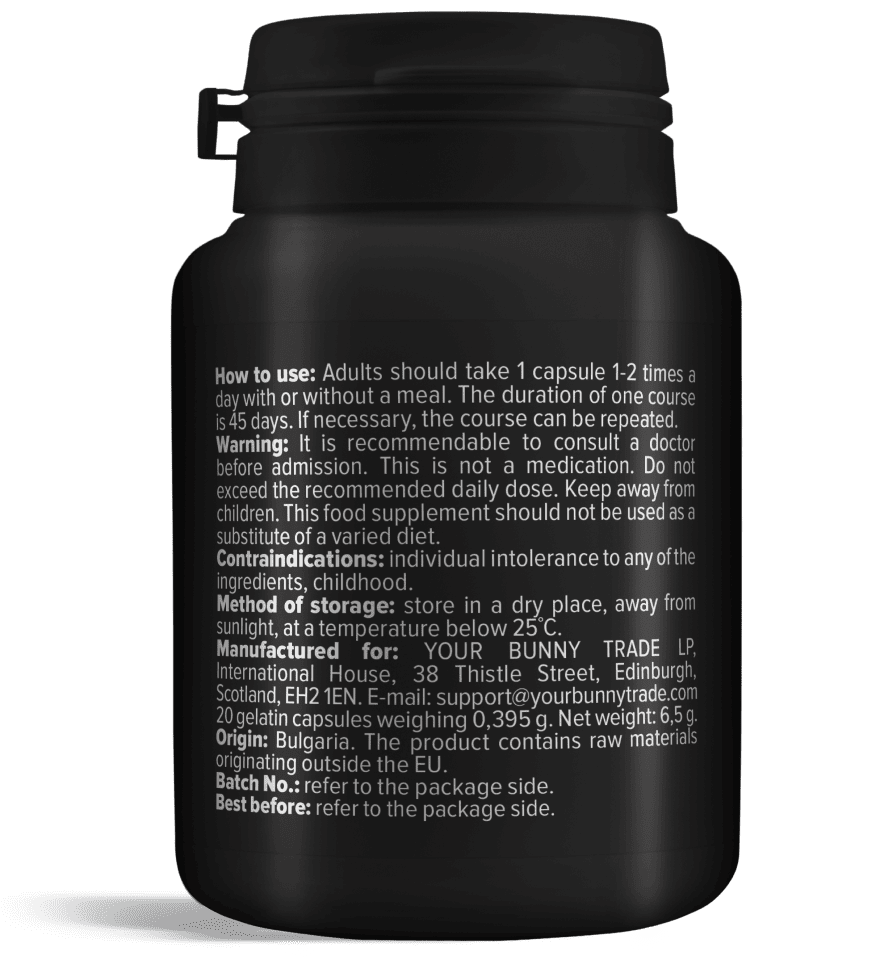 How to use: Adults should take 1 capsule 1-2 times a
day with or without a meal. The duration of one course
is 45 days. If necessary, the course can be repeated.
Warning: It is recommendable to consult a doctor
before admission. This is not a medication. Do not
exceed the recommended daily dose. Keep away from
children. This food supplement should not be used as a
substitute of a varied diet.
Contraindications: individual intolerance to any of the
ingredients, childhood.
Method of storage: store in a dry place, away from
sunlight, at a temperature below 25°C.
Manufactured for: YOUR BUNNY TRADE LP,
International House, 38 Thistle Street, Edinburgh,
Scotland, EH2 1EN. E-mail: support@yourbunnytrade.com
20 gelatin capsules weighing 0,395 g. Net weight: 6,5 g.
Origin: Bulgaria. The product contains raw materials
originating outside the EU.
Batch No.: refer to the package side.
Best before: refer to the package side.